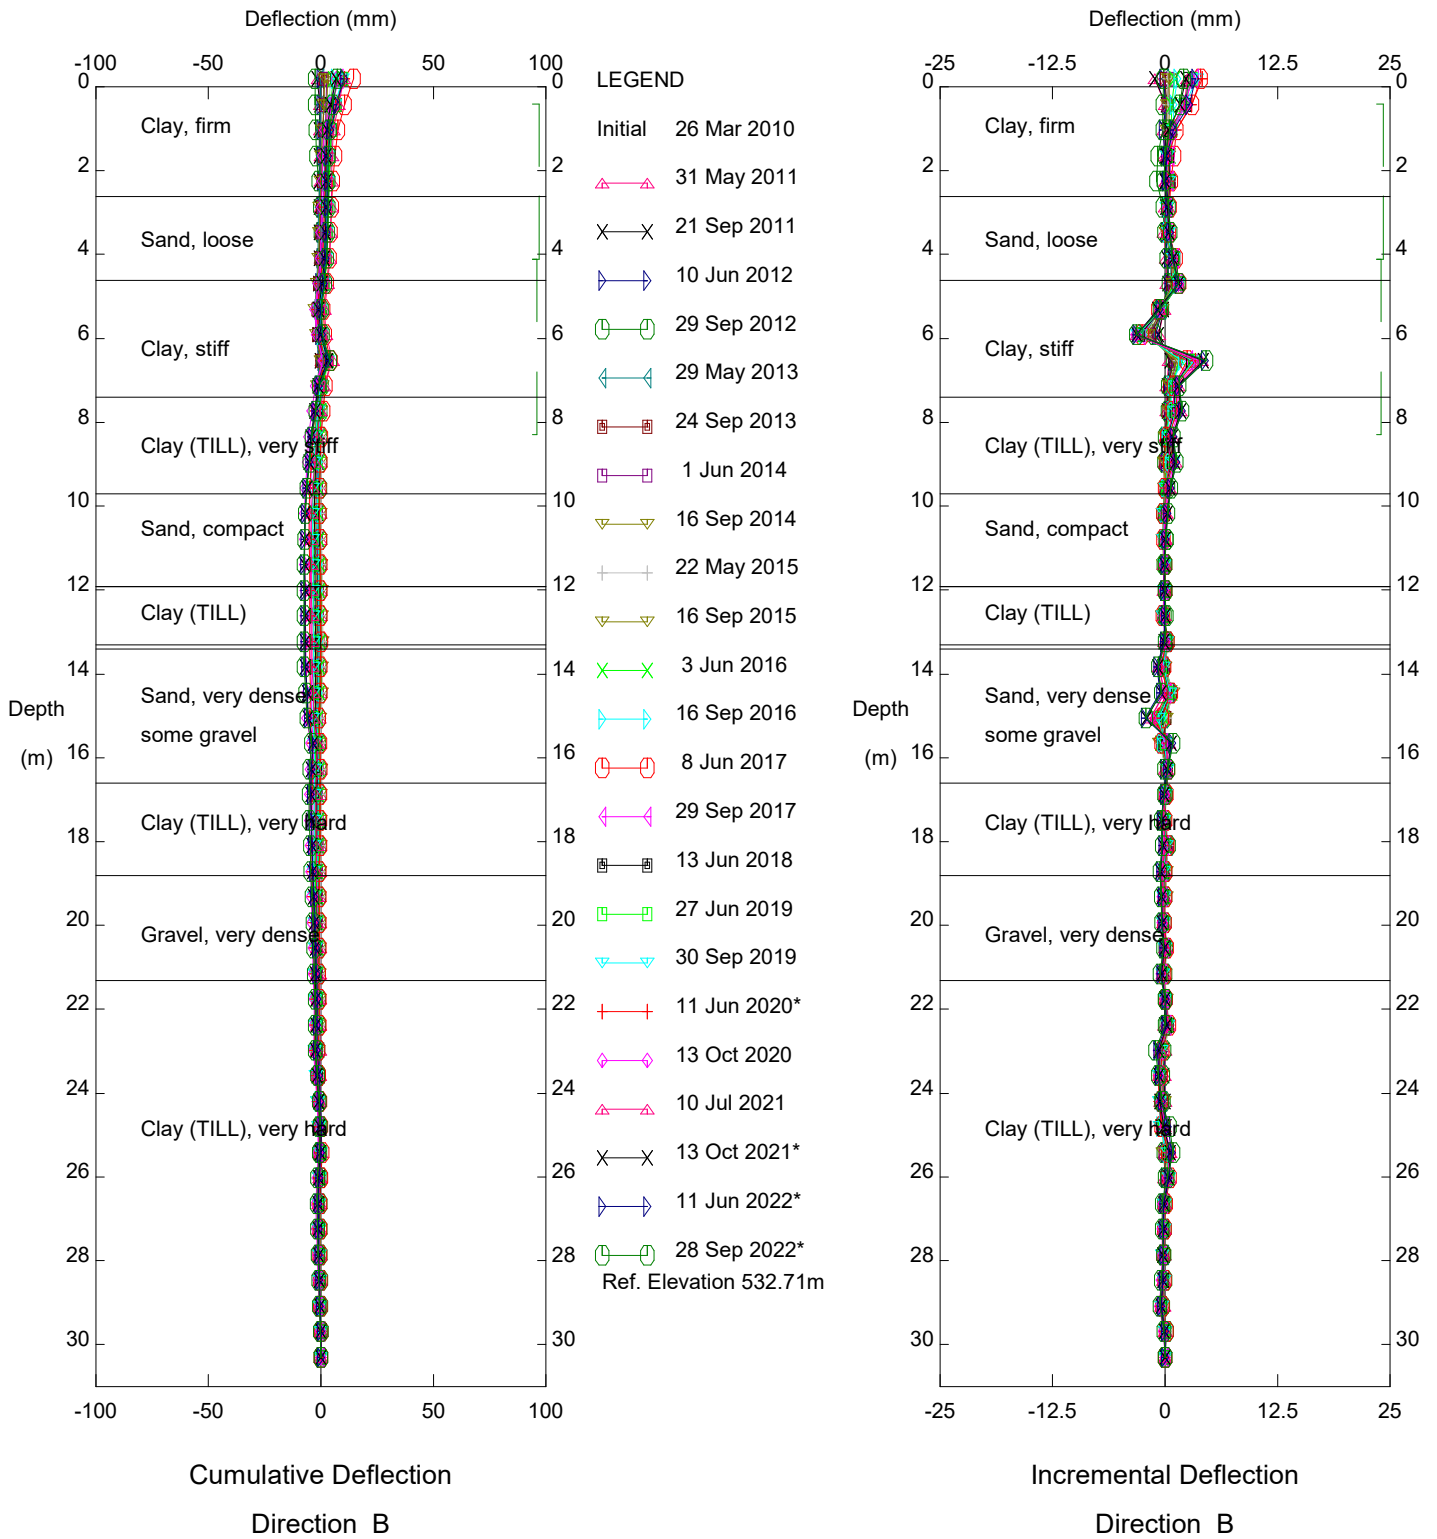 Deflection (mm)
-100 -50 0 50 100
0 0
Clay, firm
2 2
Sand, loose
4 4
6 6
Clay, stiff
8 8
Clay (TILL), very stiff
10 10
Sand, compact
12 12
Clay (TILL)
14 14
Sand, very dense
Depth
some gravel
(m)
16 16
Clay (TILL), very hard
18 18
20 20
Gravel, very dense
22 22
24 24
Clay (TILL), very hard
26 26
28 28
30 30
-100 -50 0 50 100
Cumulative Deflection
Direction B
LEGEND
Initial 26 Mar 2010
31 May 2011
21 Sep 2011
10 Jun 2012
29 Sep 2012
29 May 2013
24 Sep 2013
1 Jun 2014
16 Sep 2014
22 May 2015
16 Sep 2015
3 Jun 2016
16 Sep 2016
8 Jun 2017
29 Sep 2017
13 Jun 2018
27 Jun 2019
30 Sep 2019
11 Jun 2020*
13 Oct 2020
10 Jul 2021
13 Oct 2021*
11 Jun 2022*
28 Sep 2022*
Ref. Elevation 532.71m
Deflection (mm)
-25 -12.5 0 12.5 25
0 0
Clay, firm
2 2
Sand, loose
4 4
6 6
Clay, stiff
8 8
Clay (TILL), very stiff
10 10
Sand, compact
12 12
Clay (TILL)
14 14
Sand, very dense
Depth
some gravel
(m)
16 16
Clay (TILL), very hard
18 18
20 20
Gravel, very dense
22 22
24 24
Clay (TILL), very hard
26 26
28 28
30 30
-25 -12.5 0 12.5 25
Incremental Deflection
Direction B